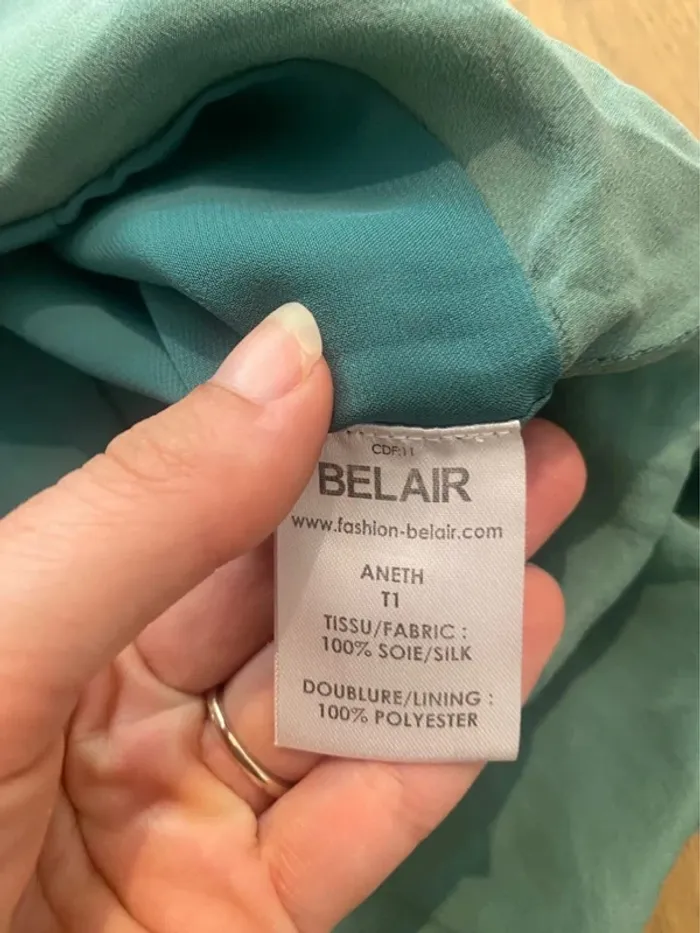 CDF:11
BELAIR
www.fashion-belair.com
ANETH
T1
TISSU/FABRIC :
100% SOIE/SILK
DOUBLURE/LINING :
100% POLYESTER